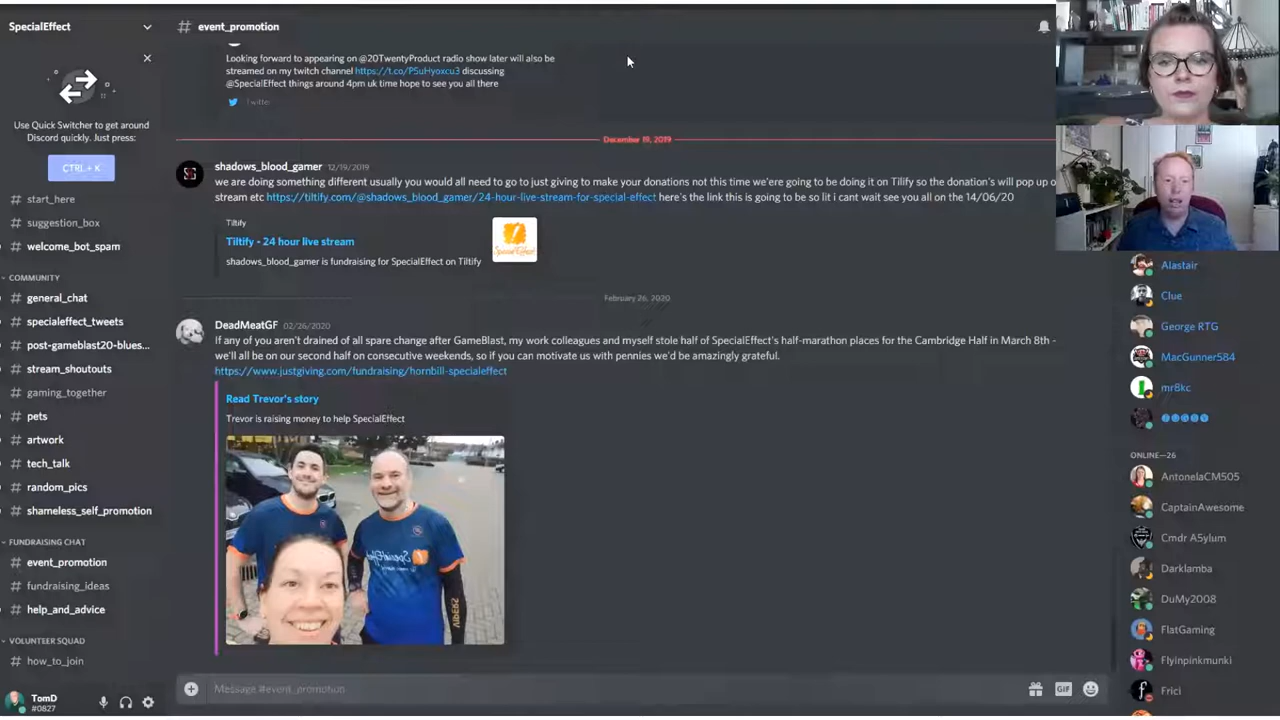 SpecialEffect
# event_promotion
Looking forward to appearing on @20TwentyProduct radio show later will also be
streamed on my twitch channel https://t.co/P5uHyoxcu3 discussing
@SpecialEffect things around 4pm uk time hope to see you all there
Twitter
Use Quick Switcher to get around
Discord quickly. Just press:
CTRL + K
# start_here
# suggestion_box
# welcome_bot_spam
COMMUNITY
# general_chat
# specialeffect_tweets
# post-gameblast20-blues...
# stream_shoutouts
# gaming_together
# pets
# artwork
# tech_talk
# random_pics
# shameless_self_promotion
FUNDRAISING CHAT
# event_promotion
# fundraising_ideas
# help_and_advice
VOLUNTEER SQUAD
# how_to_join
TomD
#0827
December 19, 2019
shadows_blood_gamer 12/19/2019
we are doing something different usually you would all need to go to just giving to make your donations not this time we'ere going to be doing it on Tilify so the donation's will pop up o
stream etc https://tiltify.com/@shadows_blood_gamer/24-hour-live-stream-for-special-effect here's the link this is going to be so lit i cant wait see you all on the 14/06/20
Tiltify
Tiltify - 24 hour live stream
shadows_blood_gamer is fundraising for SpecialEffect on Tiltify
SpecialEffect
February 26, 2020
DeadMeatGF 02/26/2020
If any of you aren't drained of all spare change after GameBlast, my work colleagues and myself stole half of SpecialEffect's half-marathon places for the Cambridge Half in March 8th -
we'll all be on our second half on consecutive weekends, so if you can motivate us with pennies we'd be amazingly grateful.
https://www.justgiving.com/fundraising/hornbill-specialeffect
Read Trevor's story
Trevor is raising money to help SpecialEffect
SpecialEffect
Message #event_promotion
GIF
Alastair
Clue
George RTG
MacGunner584
mr8kc
ONLINE—26
AntonelaCM505
CaptainAwesome
Cmdr A5ylum
Darklamba
DuMy2008
FlatGaming
Flyinpinkmunki
Frici